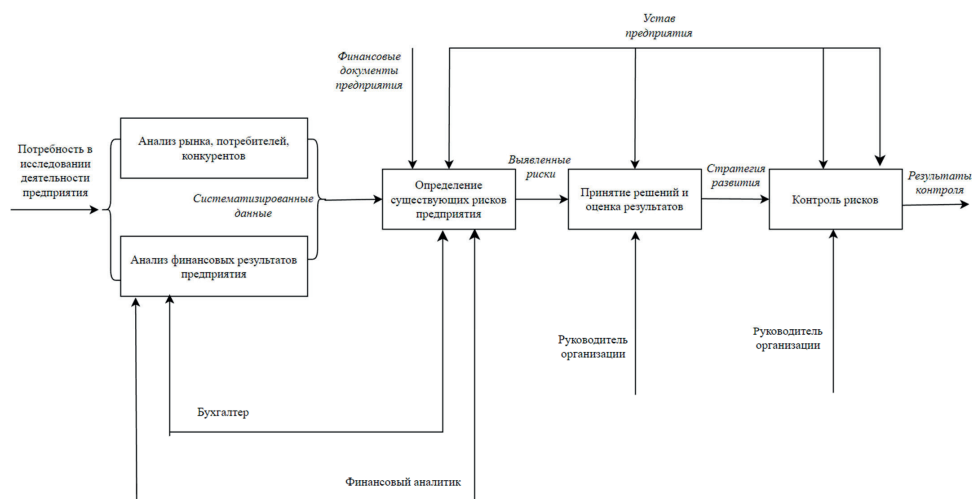 Устав
предприятия
Финансовые
документы
предприятия
Потребность в
исследовании
деятельности
предприятия
Анализ рынка, потребителей,
конкурентов
Систематизированные
данные
Анализ финансовых результатов
предприятия
Определение
существующих рисков
предприятия
Выявленные
риски
Принятие решений и
оценка результатов
Стратегия
развития
Контроль рисков
Результаты
контроля
Руководитель
организации
Руководитель
организации
Бухгалтер
Финансовый аналитик